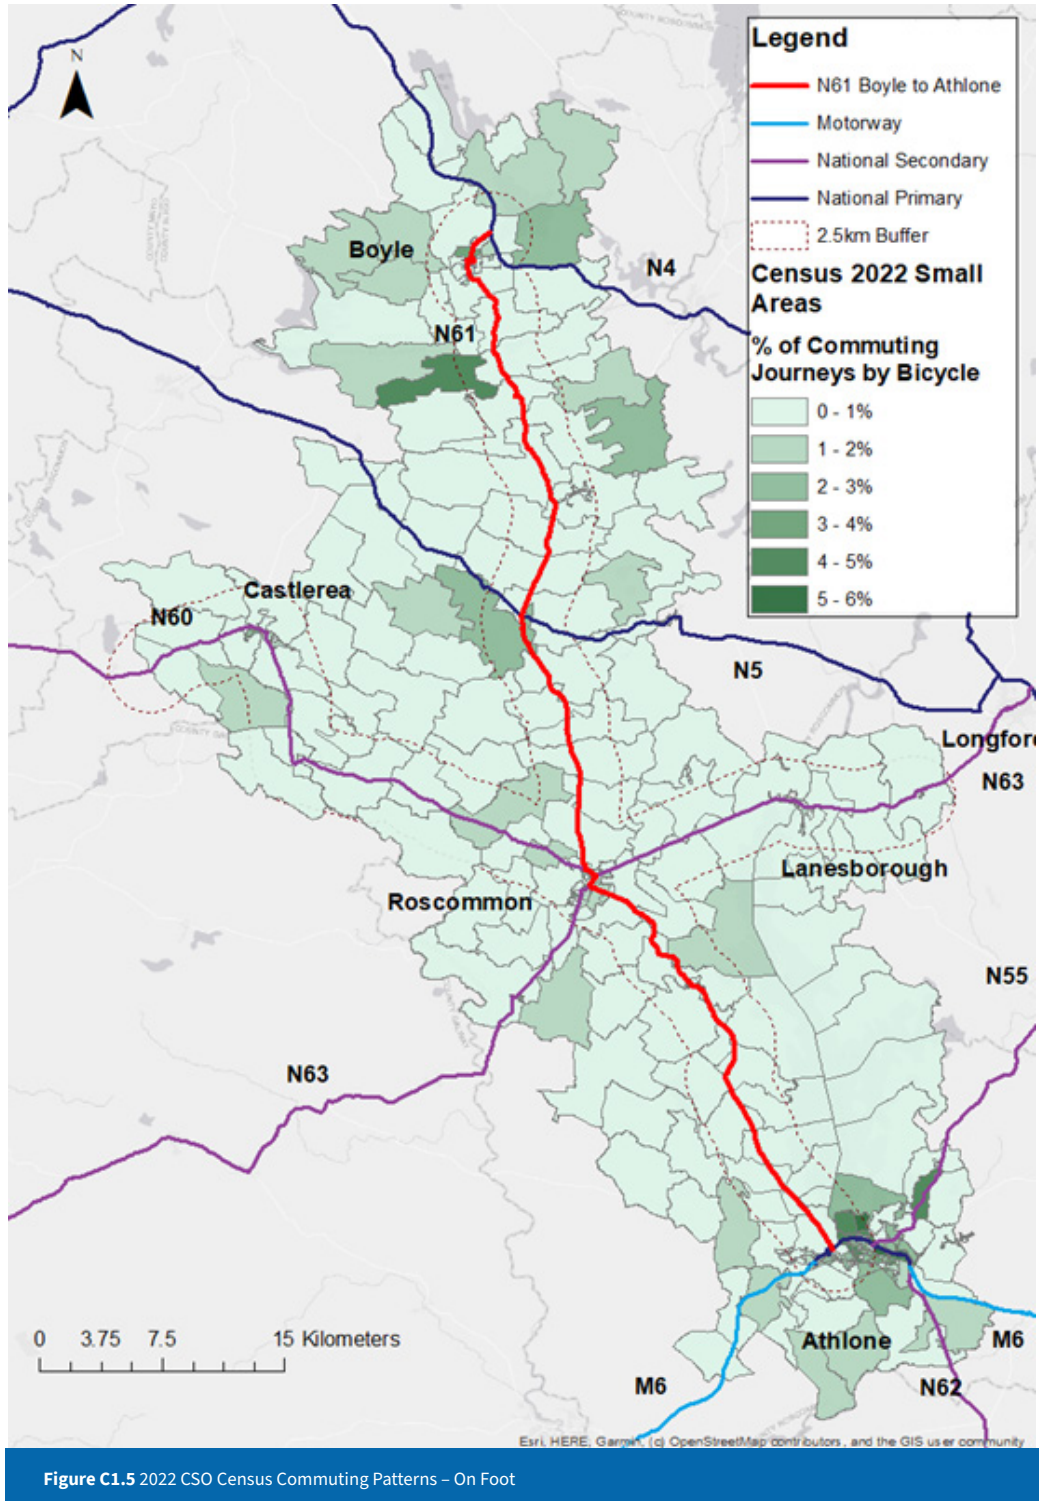 N
Legend
N61 Boyle to Athlone
Motorway
National Secondary
National Primary
2.5km Buffer
Census 2022 Small
Areas
% of Commuting
Journeys by Bicycle
0 - 1%
1 - 2%
2 - 3%
3 - 4%
4 - 5%
5 - 6%
Boyle
N4
N61
Castlerea
N60
N5
Longford
N63
Lanesborough
Roscommon
N55
N63
Athlone
M6
M6
N62
0 3.75 7.5 15 Kilometers
Esri, HERE, Garmin, (c) OpenStreetMap contributors, and the GIS user community
Figure C1.5 2022 CSO Census Commuting Patterns – On Foot